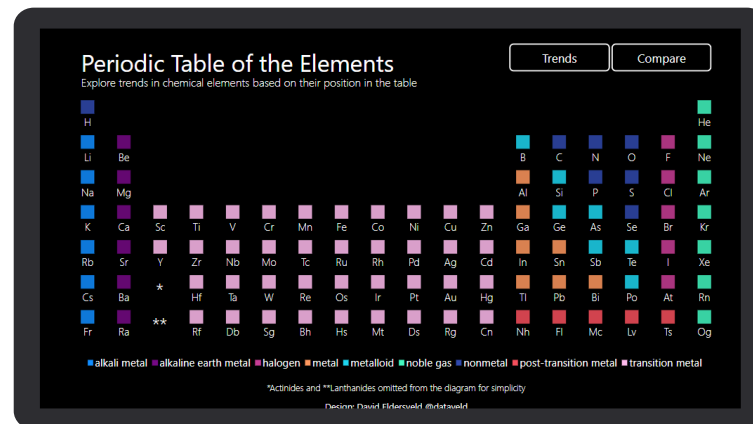 Periodic Table of the Elements
Trends Compare
Explore trends in chemical elements based on their position in the table
H He
Li Be B C N O F Ne
Na Mg Al Si P S Cl Ar
K Ca Sc Ti V Cr Mn Fe Co Ni Cu Zn Ga Ge As Se Br Kr
Rb Sr Y Zr Nb Mo Tc Ru Rh Pd Ag Cd In Sn Sb Te I Xe
Cs Ba * Hf Ta W Re Os Ir Pt Au Hg Tl Pb Bi Po At Rn
Fr Ra ** Rf Db Sg Bh Hs Mt Ds Rg Cn Nh Fl Mc Lv Ts Og
alkali metal alkaline earth metal halogen metal metalloid noble gas nonmetal post-transition metal transition metal
*Actinides and **Lanthanides omitted from the diagram for simplicity
Design: David Eldersveld @dataveld